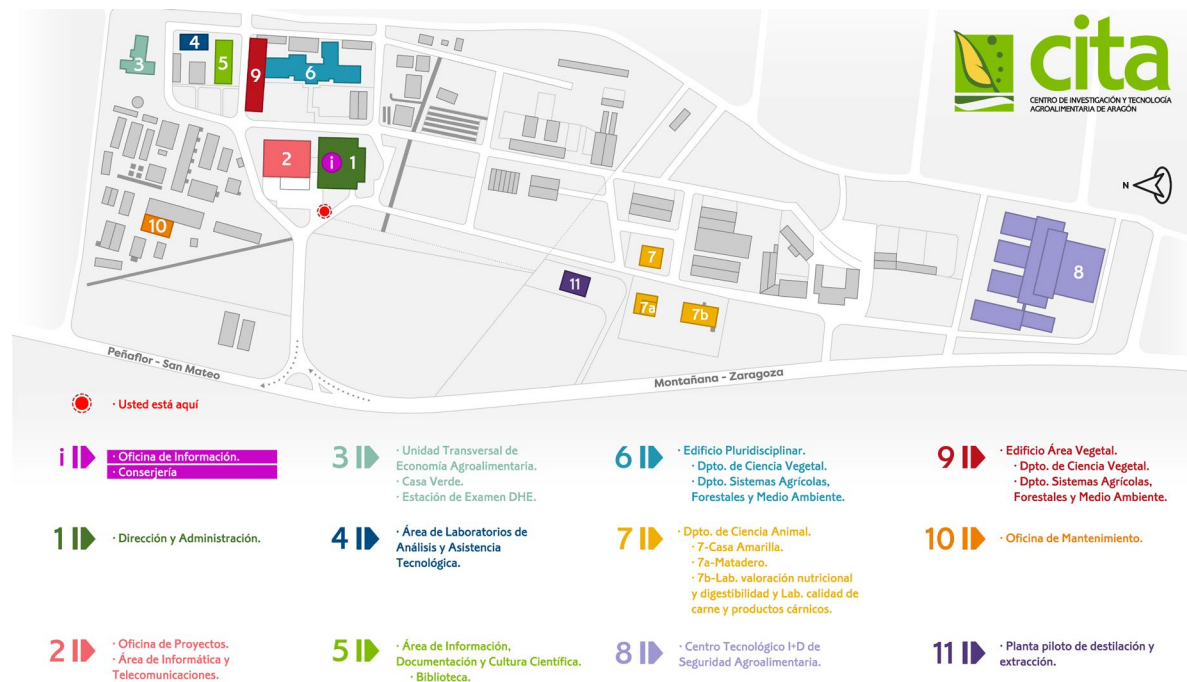 cita
CENTRO DE INVESTIGACIÓN Y TECNOLOGÍA
AGROALIMENTARIA DE ARAGÓN
N
3
4
5
9
6
2
i
1
10
11
7
7a
7b
8
Peñaflor - San Mateo
Montañana - Zaragoza
· Usted está aquí
i
· Oficina de Información.
· Conserjería
1
· Dirección y Administración.
2
· Oficina de Proyectos.
· Área de Informática y
Telecomunicaciones.
3
· Unidad Transversal de
Economía Agroalimentaria.
· Casa Verde.
· Estación de Examen DHE.
4
· Área de Laboratorios de
Análisis y Asistencia
Tecnológica.
5
· Área de Información,
Documentación y Cultura Científica.
· Biblioteca.
6
· Edificio Pluridisciplinar.
· Dpto. de Ciencia Vegetal.
· Dpto. Sistemas Agrícolas,
Forestales y Medio Ambiente.
7
· Dpto. de Ciencia Animal.
· 7-Casa Amarilla.
· 7a-Matadero.
· 7b-Lab. valoración nutricional
y digestibilidad y Lab. calidad de
carne y productos cárnicos.
8
· Centro Tecnológico I+D de
Seguridad Agroalimentaria.
9
· Edificio Área Vegetal.
· Dpto. de Ciencia Vegetal.
· Dpto. Sistemas Agrícolas,
Forestales y Medio Ambiente.
10
· Oficina de Mantenimiento.
11
· Planta piloto de destilación y
extracción.